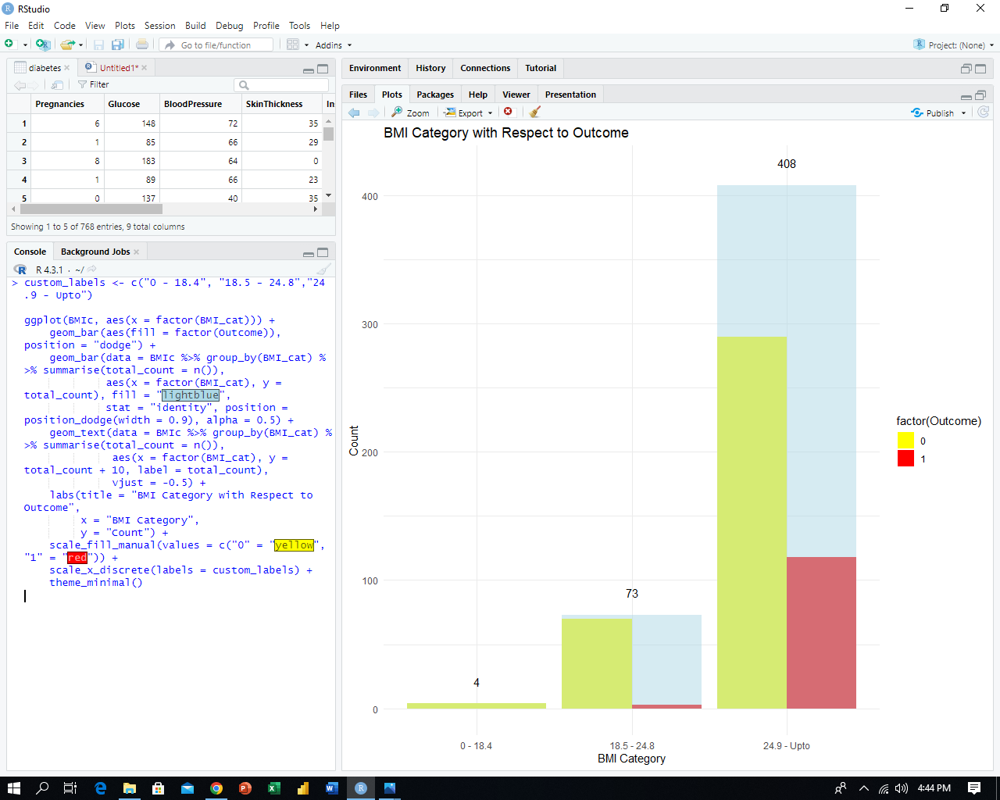 RStudio
File Edit Code View Plots Session Build Debug Profile Tools Help
Go to file/function Addins Project: (None)
diabetes Untitled1*
Filter
Pregnancies Glucose BloodPressure SkinThickness In
1 6 148 72 35
2 1 85 66 29
3 8 183 64 0
4 1 89 66 23
5 0 137 40 35
Showing 1 to 5 of 768 entries, 9 total columns
Console Background Jobs
R 4.3.1 · ~/
> custom_labels <- c("0 - 18.4", "18.5 - 24.8","24
.9 - Upto")
ggplot(BMIc, aes(x = factor(BMI_cat))) +
geom_bar(aes(fill = factor(Outcome)),
position = "dodge") +
geom_bar(data = BMIc %>% group_by(BMI_cat) %
>% summarise(total_count = n()),
aes(x = factor(BMI_cat), y =
total_count), fill = "lightblue",
stat = "identity", position =
position_dodge(width = 0.9), alpha = 0.5) +
geom_text(data = BMIc %>% group_by(BMI_cat) %
>% summarise(total_count = n()),
aes(x = factor(BMI_cat), y =
total_count + 10, label = total_count),
vjust = -0.5) +
labs(title = "BMI Category with Respect to
Outcome",
x = "BMI Category",
y = "Count") +
scale_fill_manual(values = c("0" = "yellow",
"1" = "red")) +
scale_x_discrete(labels = custom_labels) +
theme_minimal()
Environment History Connections Tutorial
Files Plots Packages Help Viewer Presentation
Zoom Export Publish
BMI Category with Respect to Outcome
408
400
300
200
100
0
73
4
Count
0 - 18.4
18.5 - 24.8
24.9 - Upto
BMI Category
factor(Outcome)
0
1
4:44 PM